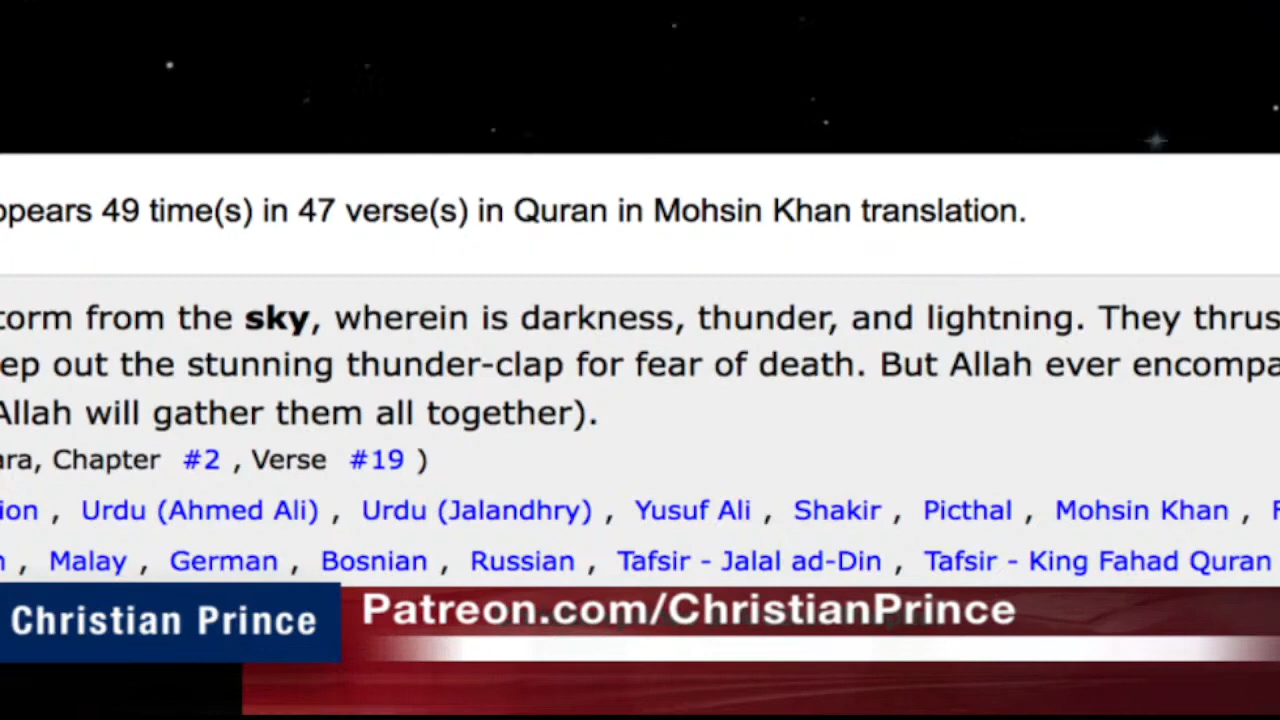 ppears 49 time(s) in 47 verse(s) in Quran in Mohsin Khan translation.
torm from the sky, wherein is darkness, thunder, and lightning. They thrus
ep out the stunning thunder-clap for fear of death. But Allah ever encompa
Allah will gather them all together).
ara, Chapter #2 , Verse #19 )
ion , Urdu (Ahmed Ali) , Urdu (Jalandhry) , Yusuf Ali , Shakir , Picthal , Mohsin Khan , F
n , Malay , German , Bosnian , Russian , Tafsir - Jalal ad-Din , Tafsir - King Fahad Quran
Patreon.com/ChristianPrince
Christian Prince